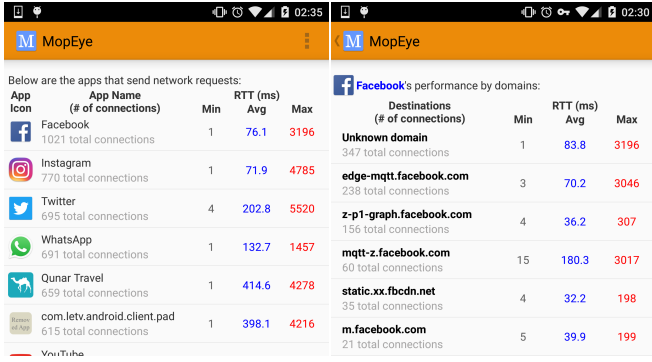 02:35
M MopEye
Below are the apps that send network requests:
App Icon App Name (# of connections) RTT (ms) Min Avg Max
Facebook 1 76.1 3196
1021 total connections
Instagram 1 71.9 4785
770 total connections
Twitter 4 202.8 5520
695 total connections
WhatsApp 1 132.7 1457
691 total connections
Qunar Travel 1 414.6 4278
659 total connections
Remov ed App com.letv.android.client.pad 1 398.1 4216
615 total connections
YouTube
02:30
M MopEye
Facebook's performance by domains:
Destinations (# of connections) RTT (ms) Min Avg Max
Unknown domain 1 83.8 3196
347 total connections
edge-mqtt.facebook.com 3 70.2 3046
238 total connections
z-p1-graph.facebook.com 4 36.2 307
156 total connections
mqtt-z.facebook.com 15 180.3 3017
60 total connections
static.xx.fbcdn.net 4 32.2 198
35 total connections
m.facebook.com 5 39.9 199
21 total connections